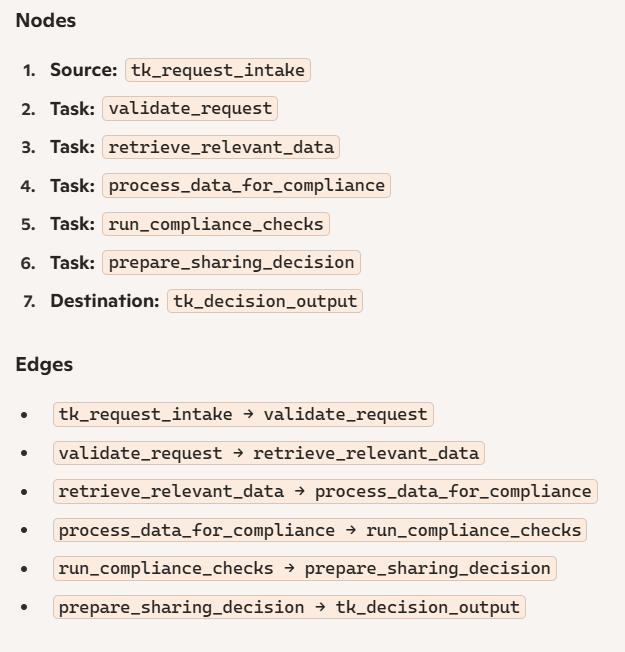 Nodes
1. Source: tk_request_intake
2. Task: validate_request
3. Task: retrieve_relevant_data
4. Task: process_data_for_compliance
5. Task: run_compliance_checks
6. Task: prepare_sharing_decision
7. Destination: tk_decision_output
Edges
• tk_request_intake → validate_request
• validate_request → retrieve_relevant_data
• retrieve_relevant_data → process_data_for_compliance
• process_data_for_compliance → run_compliance_checks
• run_compliance_checks → prepare_sharing_decision
• prepare_sharing_decision → tk_decision_output